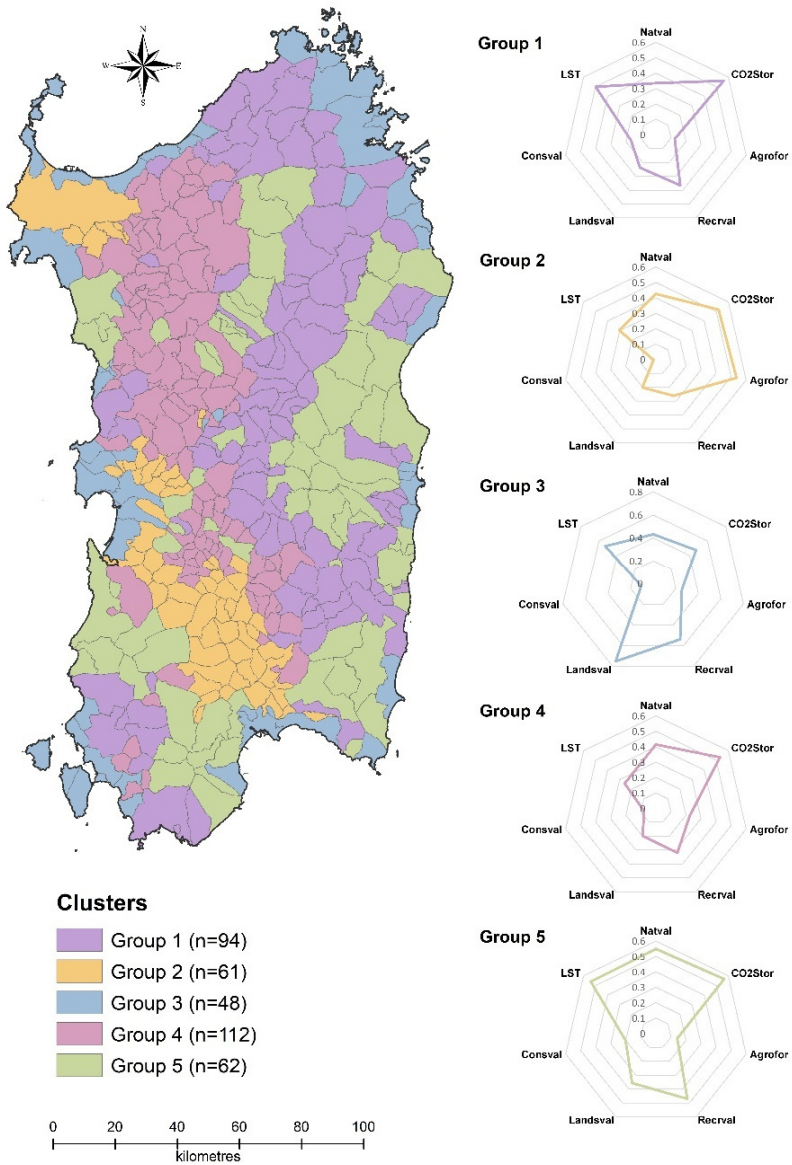 N
W
E
S
Clusters
Group 1 (n=94)
Group 2 (n=61)
Group 3 (n=48)
Group 4 (n=112)
Group 5 (n=62)
0 20 40 60 80 100
kilometres
Group 1
Natval
0.6
0.5
0.4
0.3
0.2
0.1
0
LST
CO2Stor
Consval
Agrofor
Landsval
Recrval
Group 2
Natval
0.6
0.5
0.4
0.3
0.2
0.1
0
LST
CO2Stor
Consval
Agrofor
Landsval
Recrval
Group 3
Natval
0.8
0.6
0.4
0.2
0
LST
CO2Stor
Consval
Agrofor
Landsval
Recrval
Group 4
Natval
0.6
0.5
0.4
0.3
0.2
0.1
0
LST
CO2Stor
Consval
Agrofor
Landsval
Recrval
Group 5
Natval
0.6
0.5
0.4
0.3
0.2
0.1
0
LST
CO2Stor
Consval
Agrofor
Landsval
Recrval